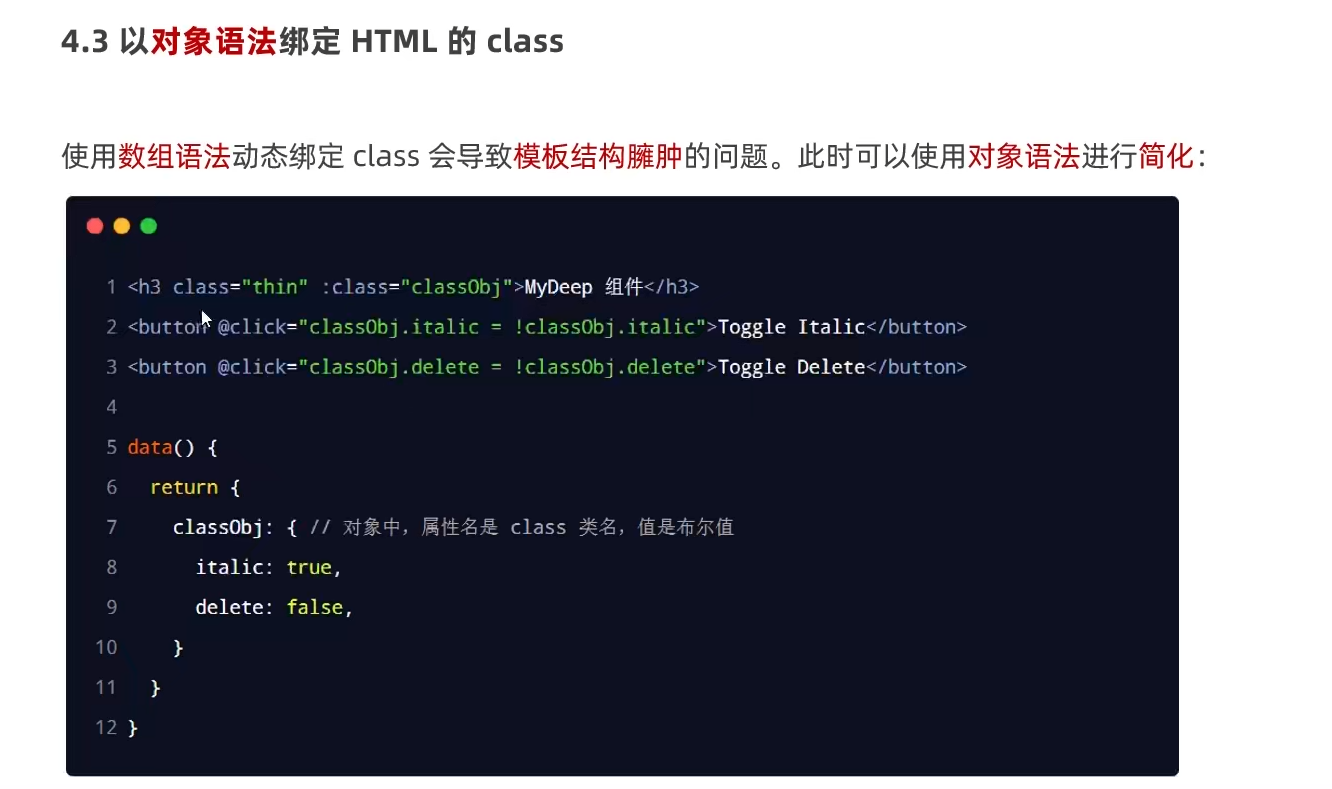 4.3 以对象语法绑定 HTML 的 class
使用数组语法动态绑定 class 会导致模板结构臃肿的问题。此时可以使用对象语法进行简化：
1 <h3 class="thin" :class="classObj">MyDeep 组件</h3>
2 <button @click="classObj.italic = !classObj.italic">Toggle Italic</button>
3 <button @click="classObj.delete = !classObj.delete">Toggle Delete</button>
4
5 data() {
6 return {
7 classObj: { // 对象中，属性名是 class 类名，值是布尔值
8 italic: true,
9 delete: false,
10 }
11 }
12 }